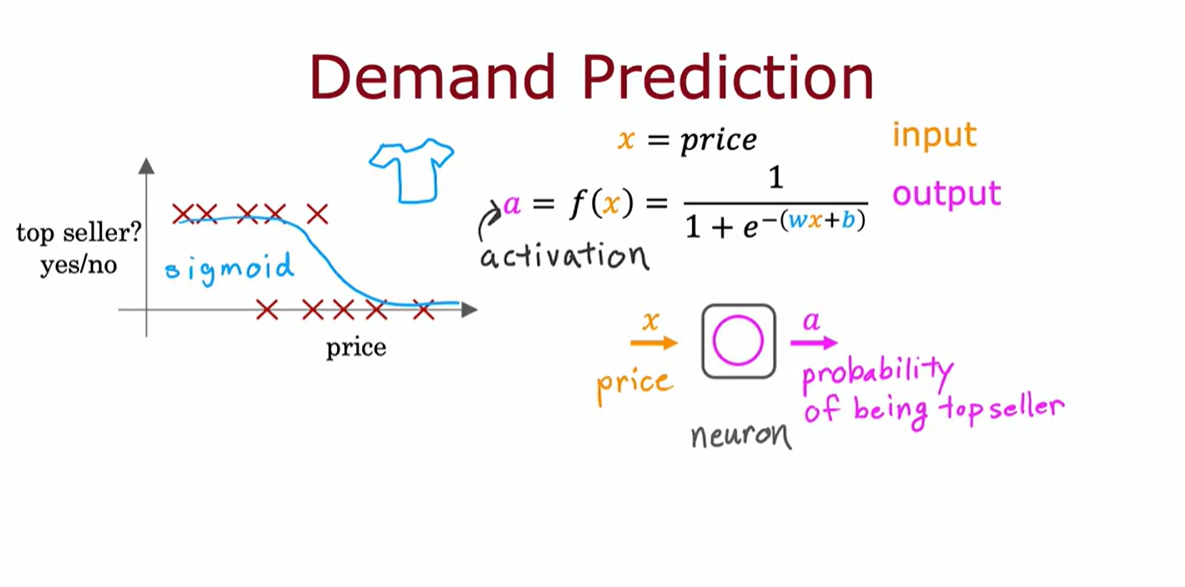 Demand Prediction
x = price
input
a = f(x) = 1 / (1 + e^−(wx+b))
output
activation
top seller?
yes/no
sigmoid
price
x
a
price
probability
of being top seller
neuron